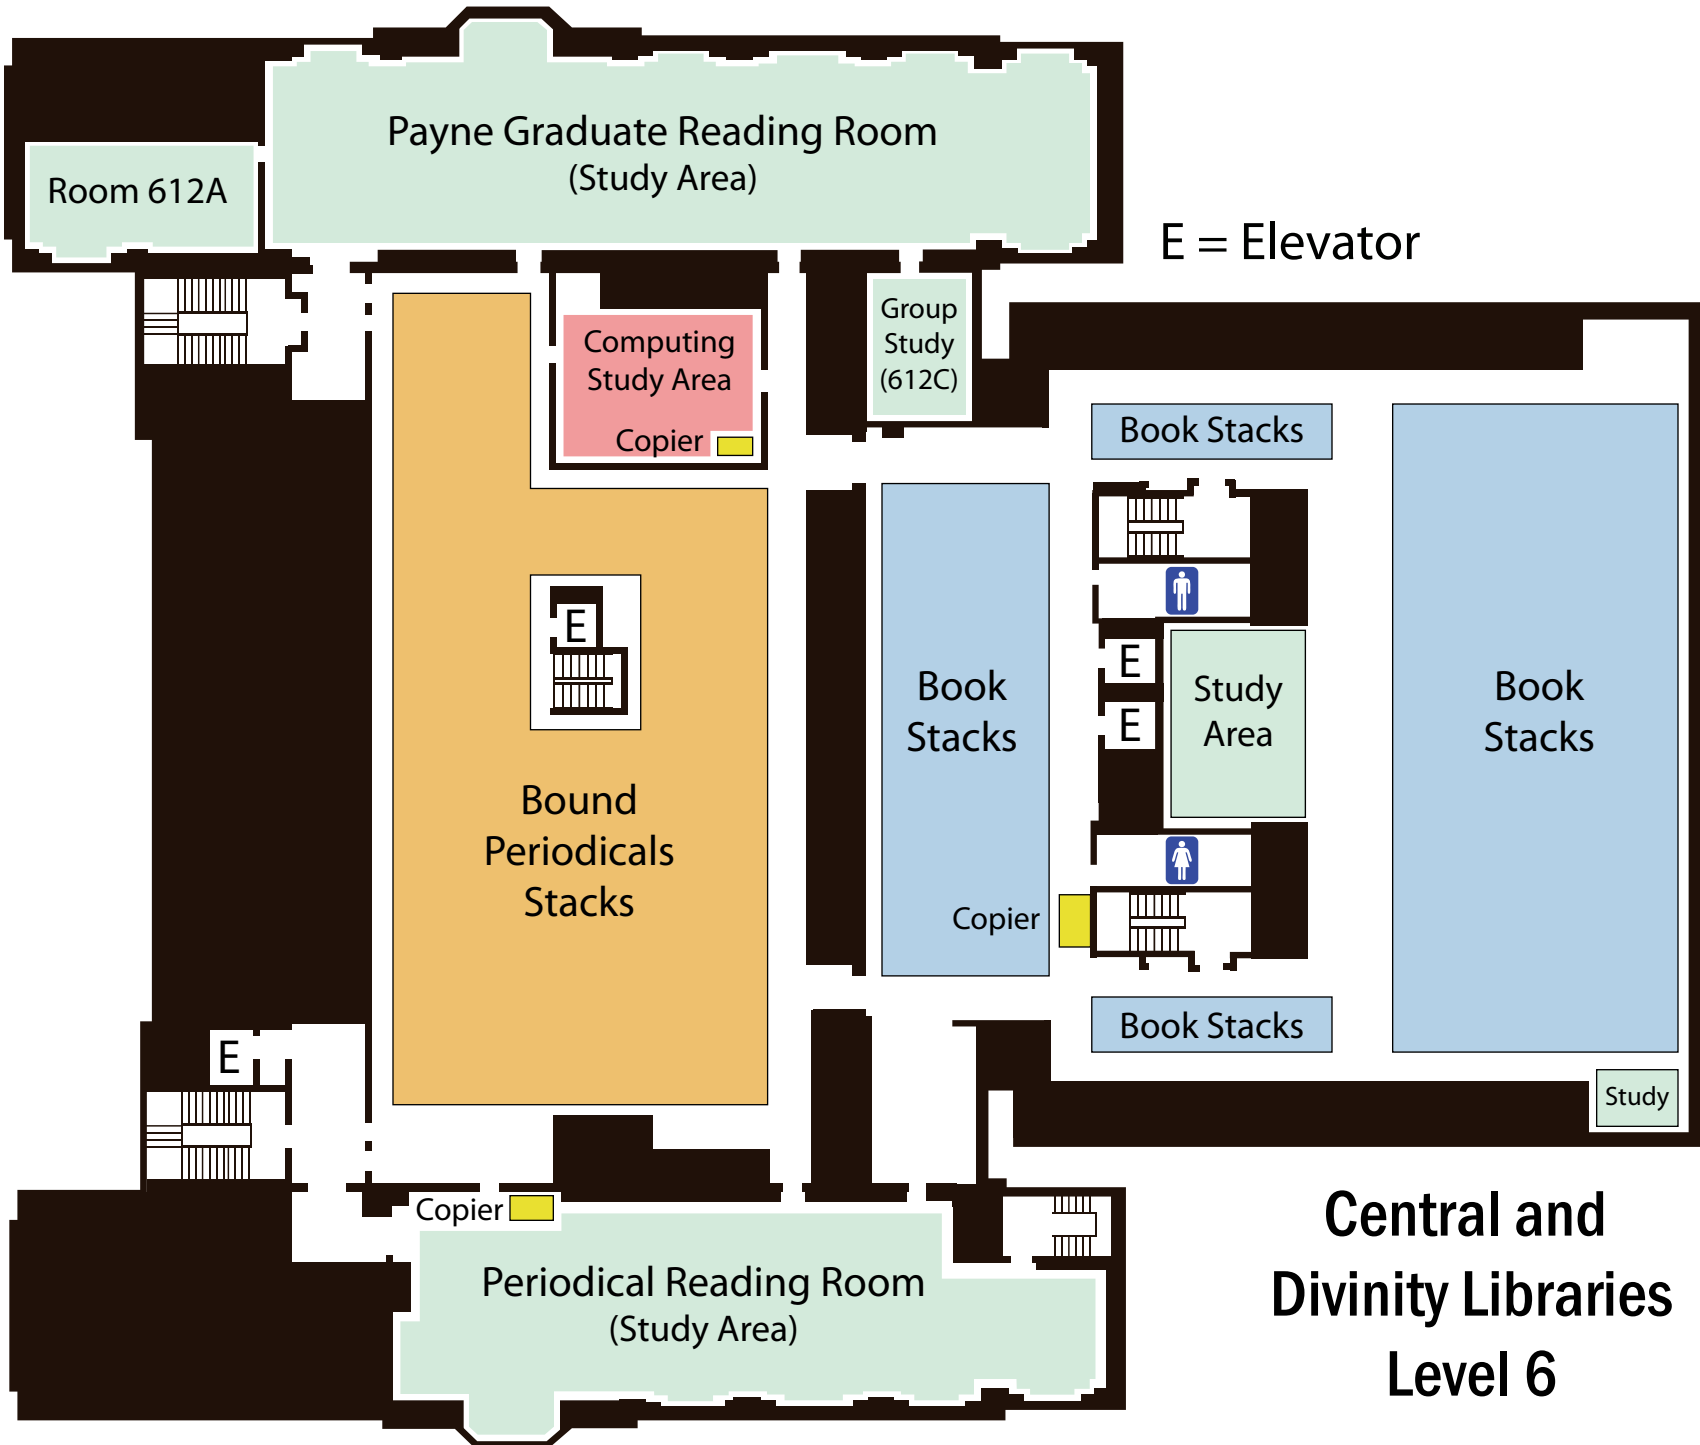 Payne Graduate Reading Room
(Study Area)
Room 612A
E = Elevator
Group
Study
(612C)
Computing
Study Area
Copier
Book Stacks
E
E
E
Book
Stacks
Study
Area
Book
Stacks
Bound
Periodicals
Stacks
Copier
Book Stacks
E
Study
Copier
Periodical Reading Room
(Study Area)
Central and
Divinity Libraries
Level 6